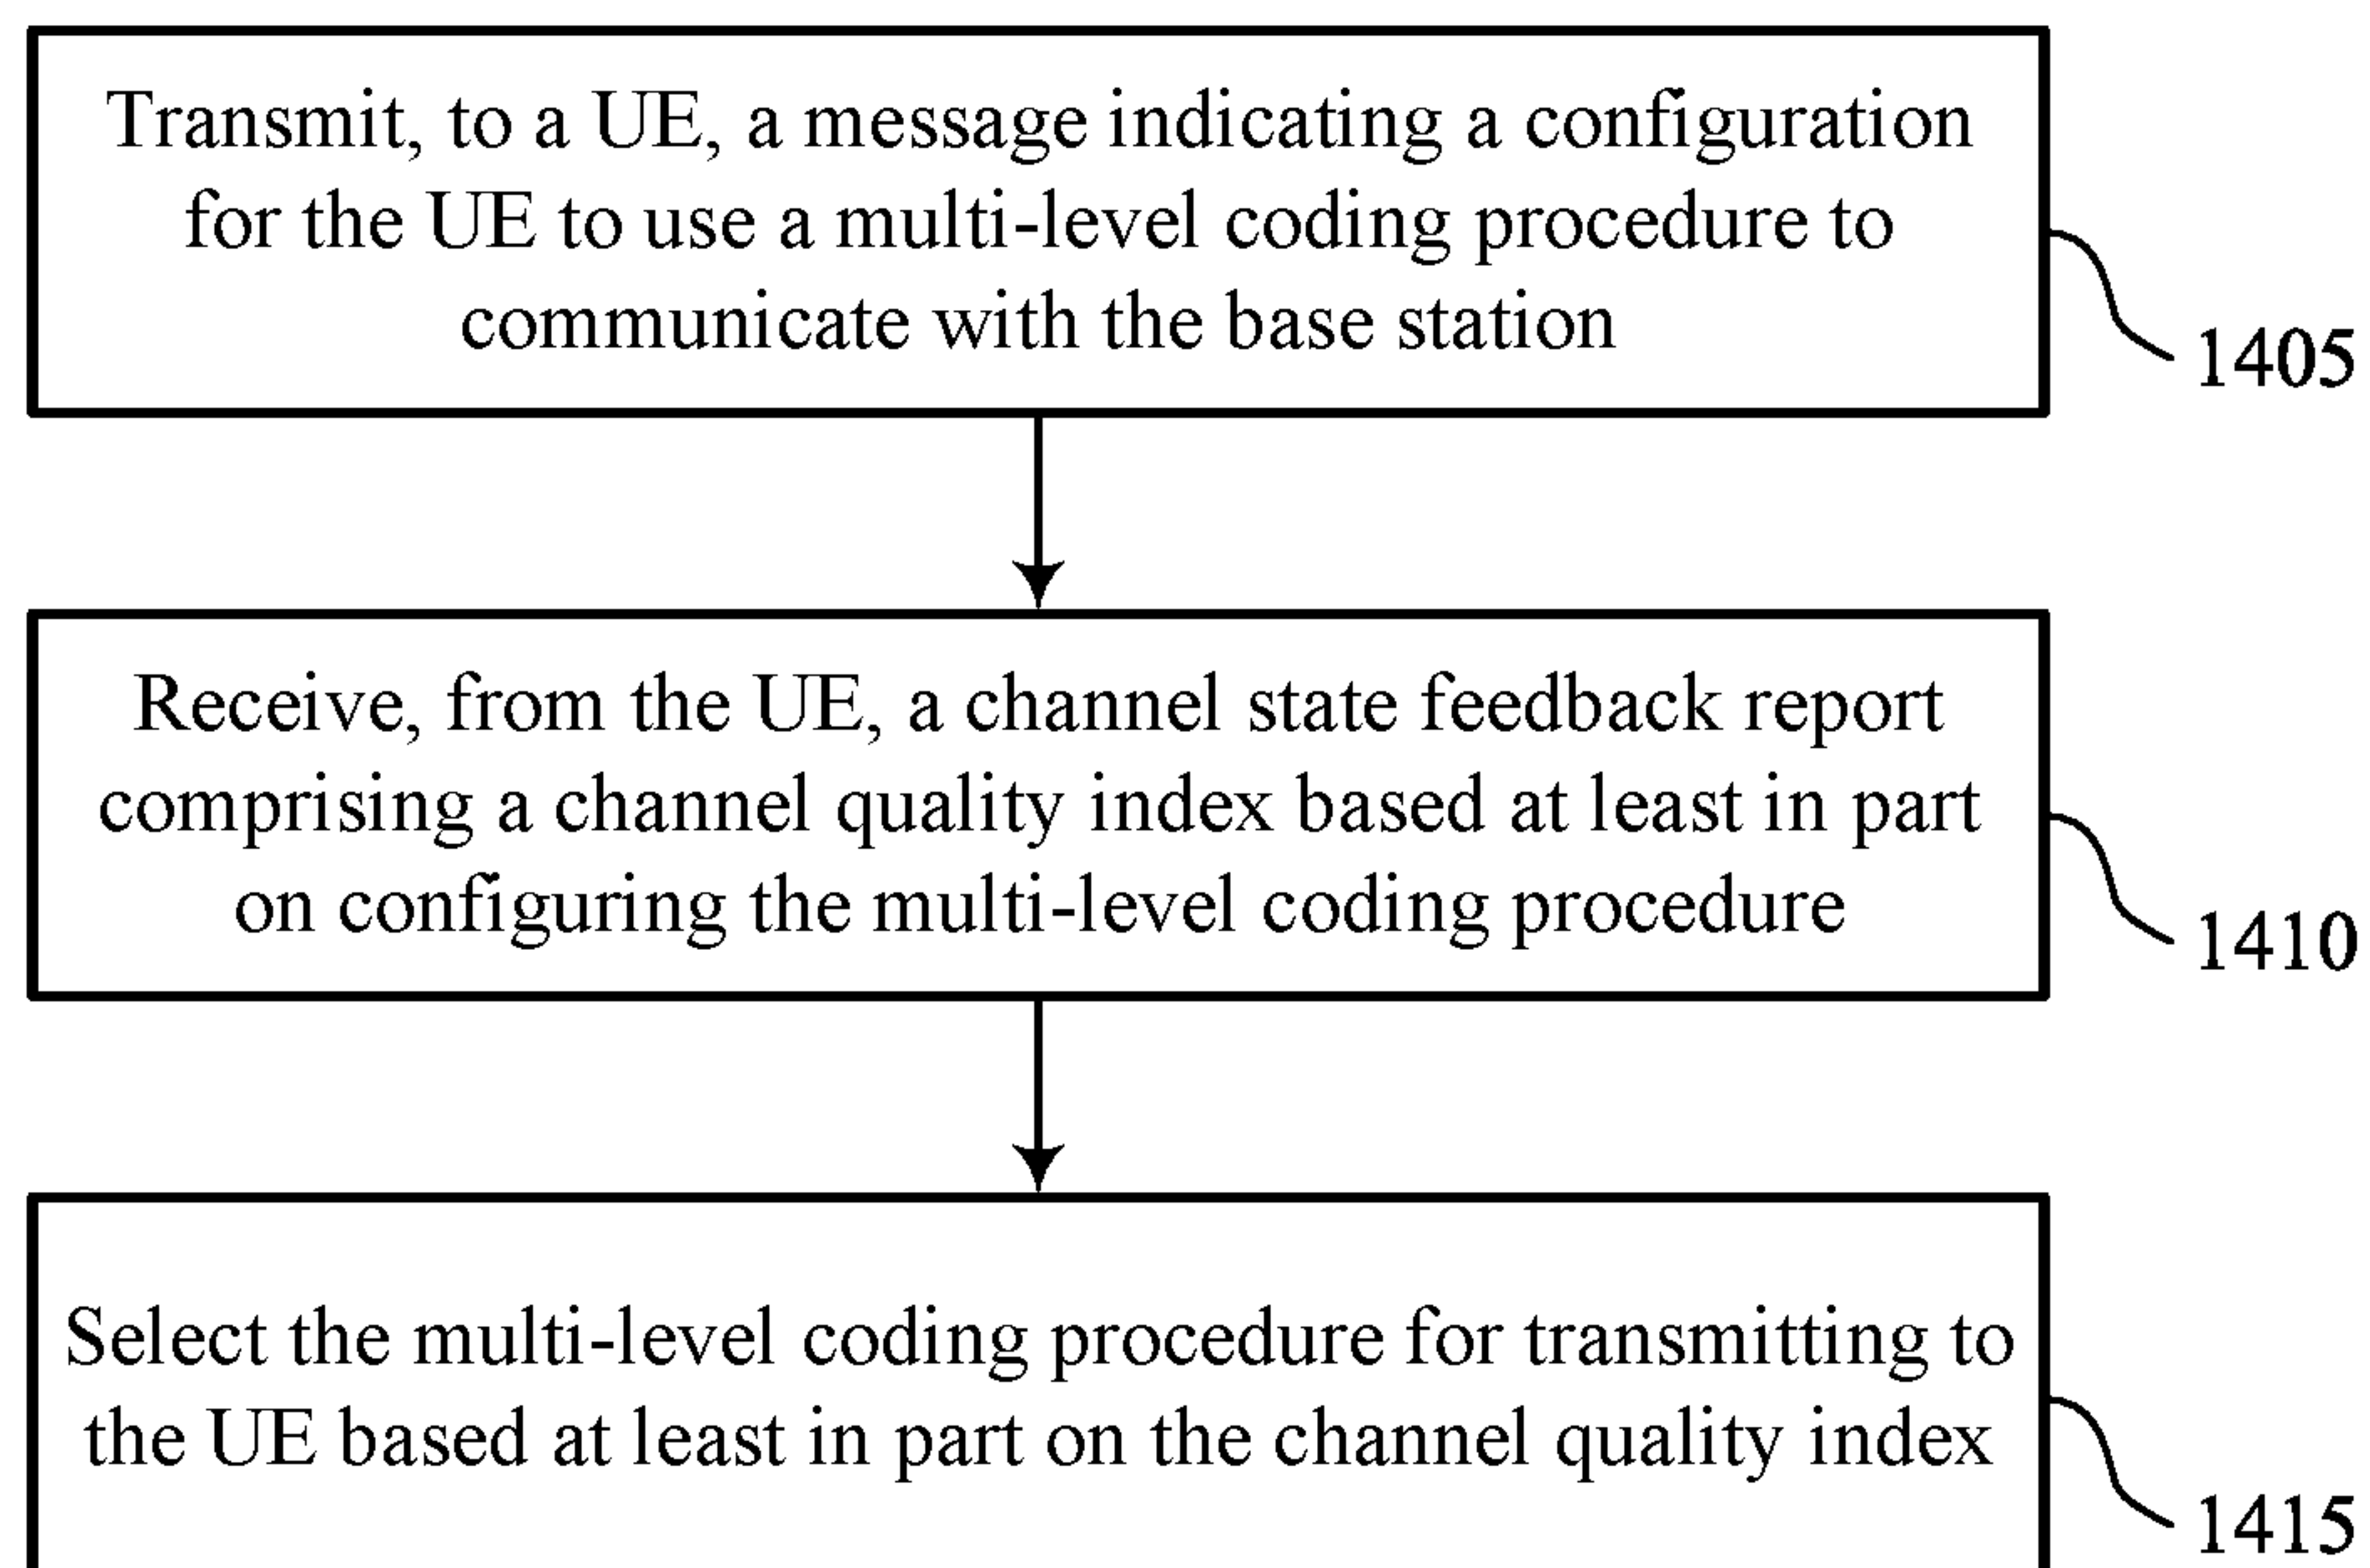 Transmit, to a UE, a message indicating a configuration
for the UE to use a multi-level coding procedure to
communicate with the base station
1405
Receive, from the UE, a channel state feedback report
comprising a channel quality index based at least in part
on configuring the multi-level coding procedure
1410
Select the multi-level coding procedure for transmitting to
the UE based at least in part on the channel quality index
1415